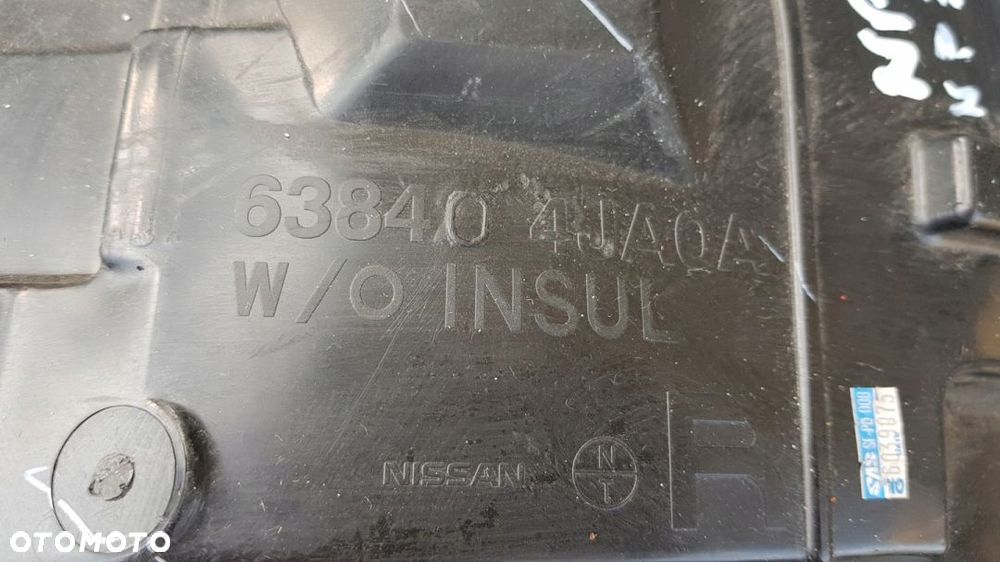 63840 4JA0A
W/O INSUL
NISSAN
N
T
R
OTOMOTO